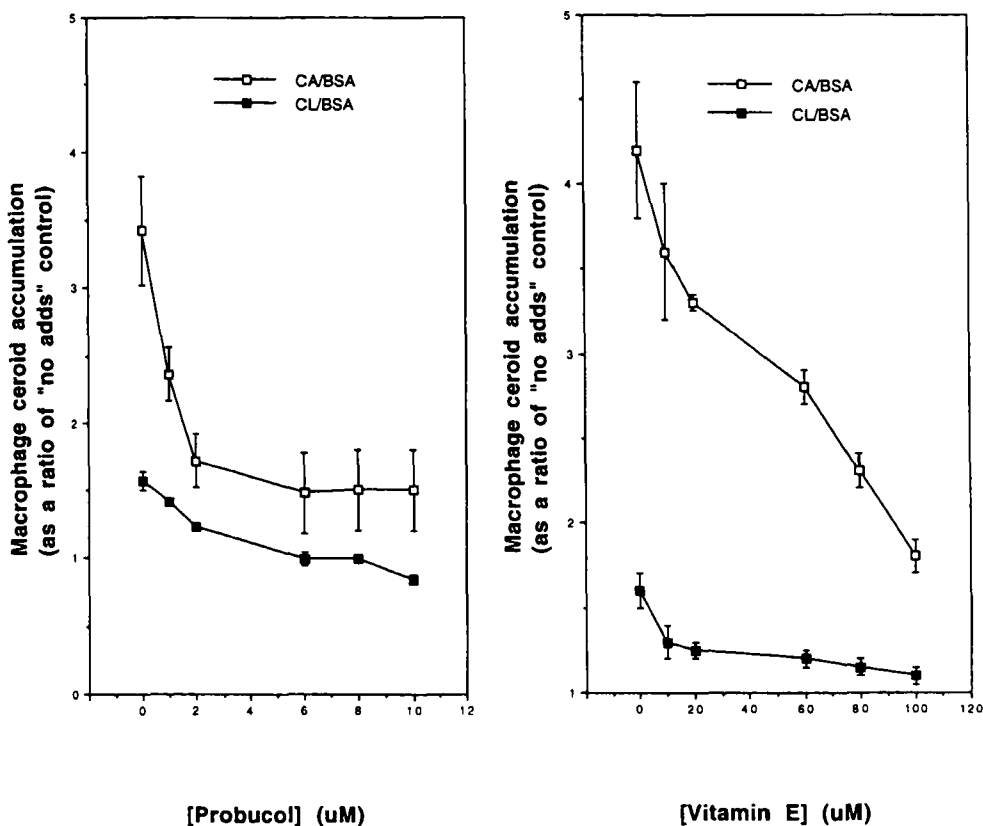 Macrophage ceroid accumulation
(as a ratio of "no adds" control)
5
4
3
2
1
0
CA/BSA
CL/BSA
0 2 4 6 8 10 12
[Probucol] (uM)
Macrophage ceroid accumulation
(as a ratio of "no adds" control)
5
4
3
2
1
CA/BSA
CL/BSA
0 20 40 60 80 100 120
[Vitamin E] (uM)